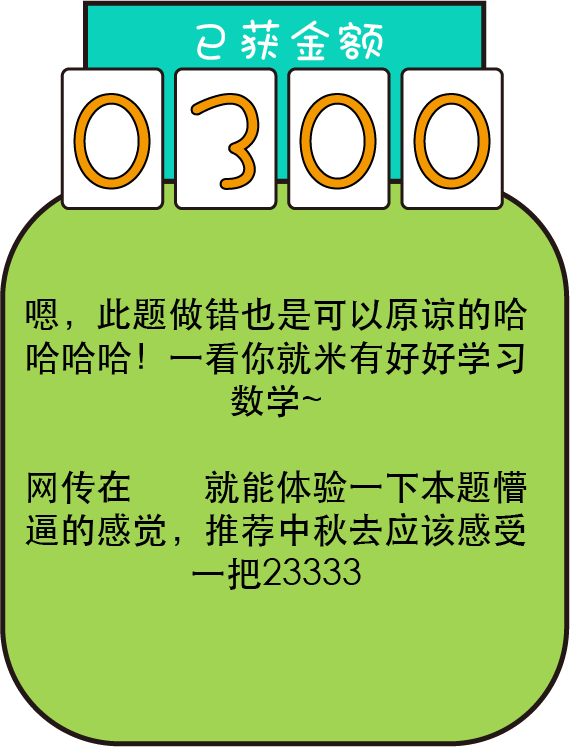 已获金额
0300
嗯，此题做错也是可以原谅的哈
哈哈哈！一看你就米有好好学习
数学~
网传在　　就能体验一下本题懵
逼的感觉，推荐中秋去应该感受
一把23333